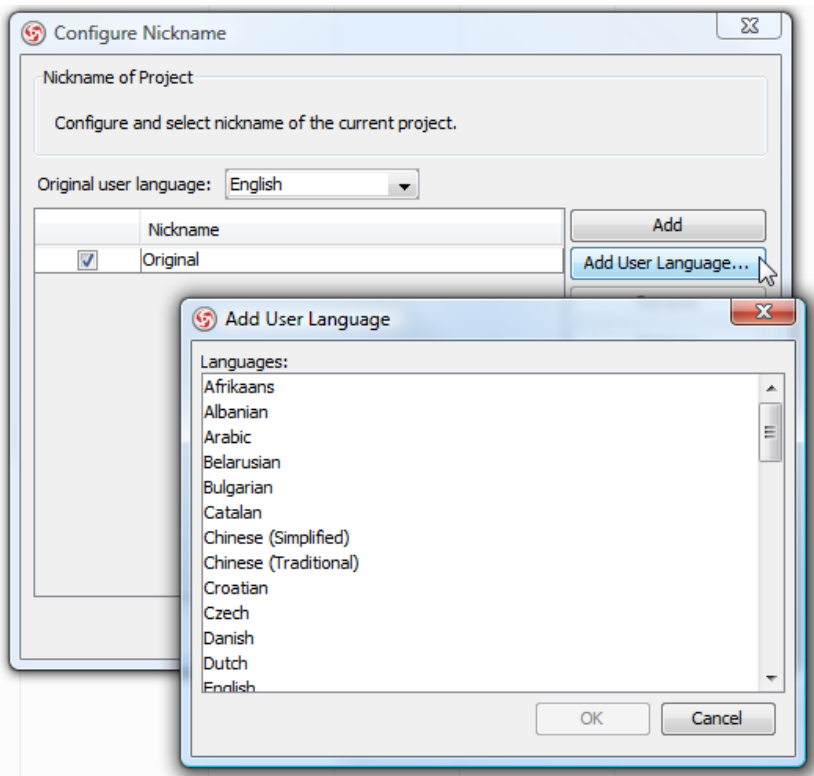 Configure Nickname
Nickname of Project
Configure and select nickname of the current project.
Original user language: English
Nickname
Add
Original
Add User Language...
Add User Language
Languages:
Afrikaans
Albanian
Arabic
Belarusian
Bulgarian
Catalan
Chinese (Simplified)
Chinese (Traditional)
Croatian
Czech
Danish
Dutch
English
OK
Cancel